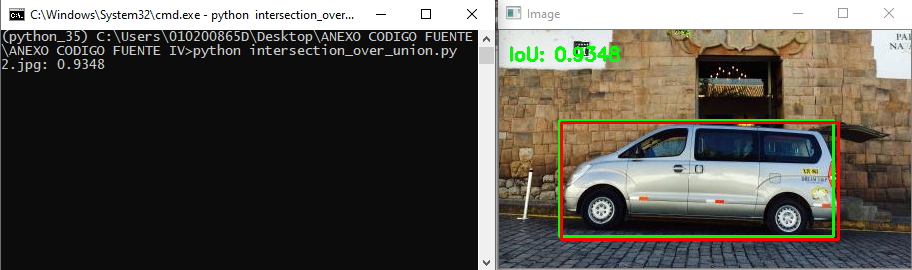 C:\Windows\System32\cmd.exe - python intersection_over...
(python_35) C:\Users\010200865D\Desktop\ANEXO CODIGO FUENTE
\ANEXO CODIGO FUENTE IV>python intersection_over_union.py
2.jpg: 0.9348
Image
IoU: 0.9348